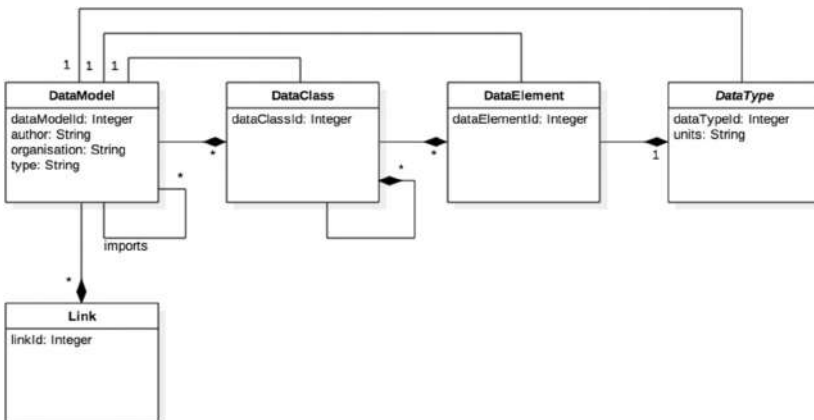 1
1
1
DataModel
dataModelId: Integer
author: String
organisation: String
type: String
DataClass
dataClassId: Integer
DataElement
dataElementId: Integer
DataType
dataTypeId: Integer
units: String
*
*
1
*
*
imports
*
Link
linkId: Integer